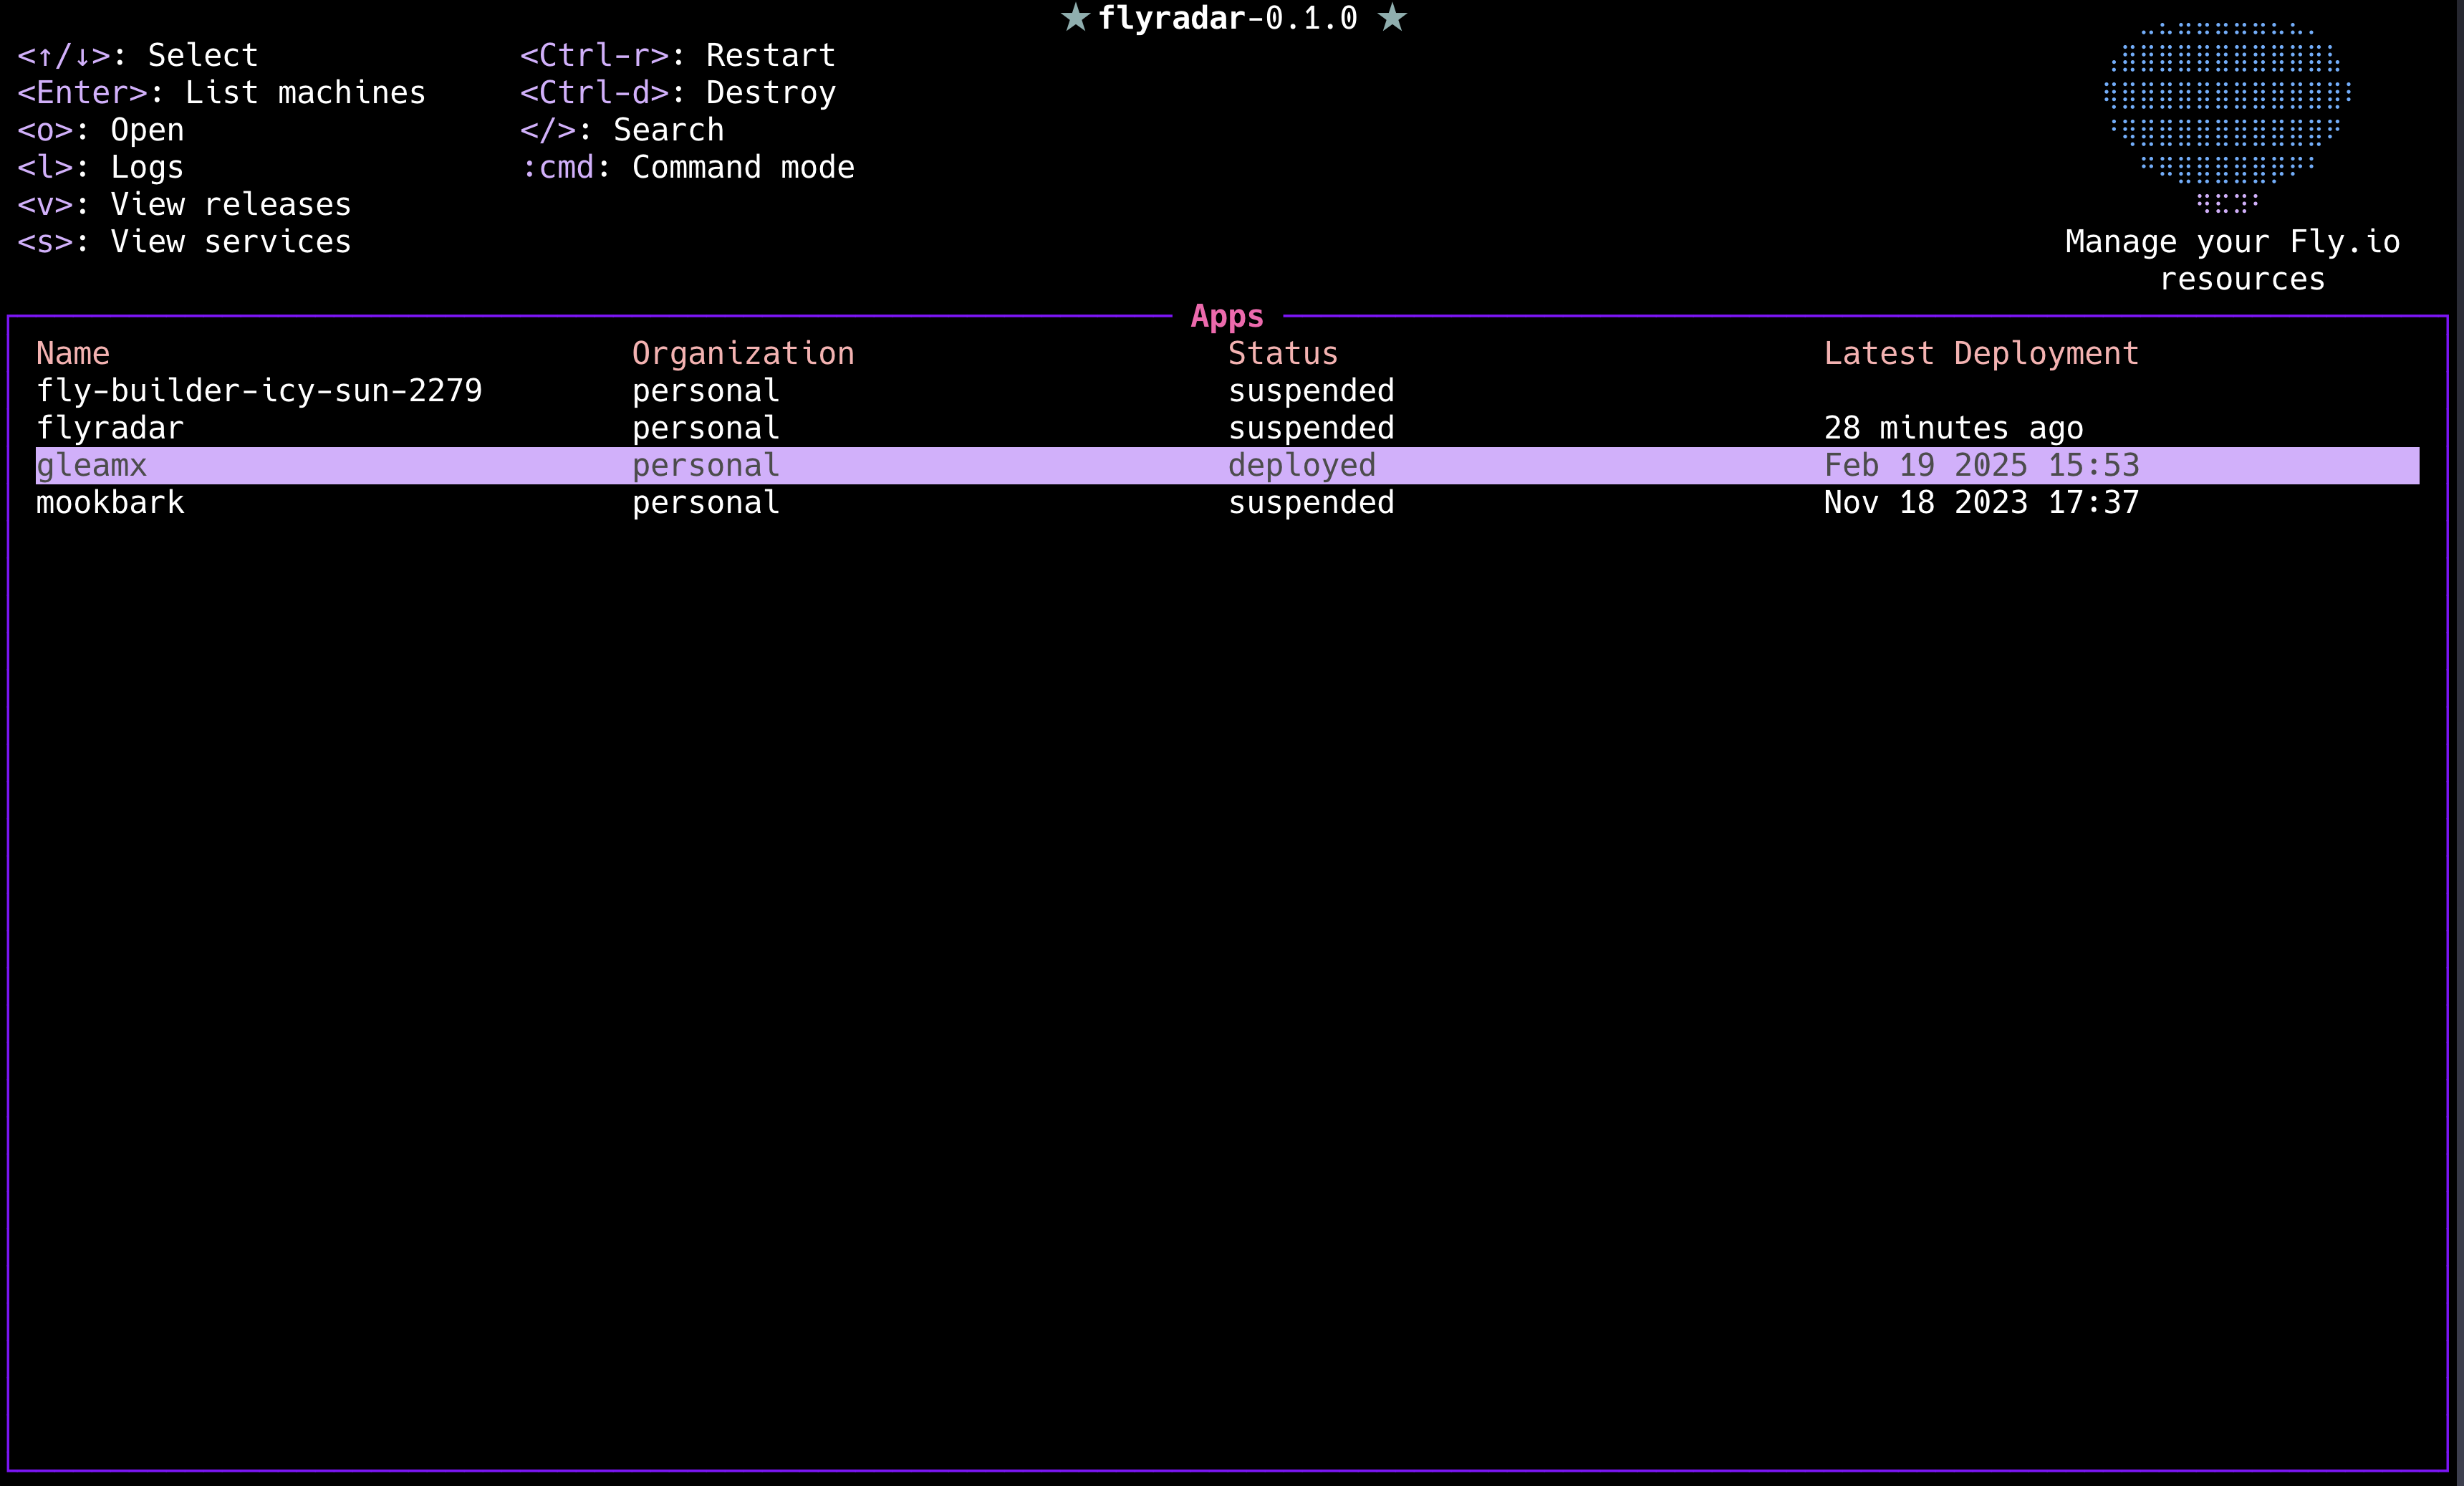 ★ flyradar-0.1.0 ★
<↑/↓>: Select
<Enter>: List machines
<o>: Open
<l>: Logs
<v>: View releases
<s>: View services
<Ctrl-r>: Restart
<Ctrl-d>: Destroy
</>: Search
:cmd: Command mode
Manage your Fly.io
resources
Apps
Name Organization Status Latest Deployment
fly-builder-icy-sun-2279 personal suspended
flyradar personal suspended 28 minutes ago
gleamx personal deployed Feb 19 2025 15:53
mookbark personal suspended Nov 18 2023 17:37